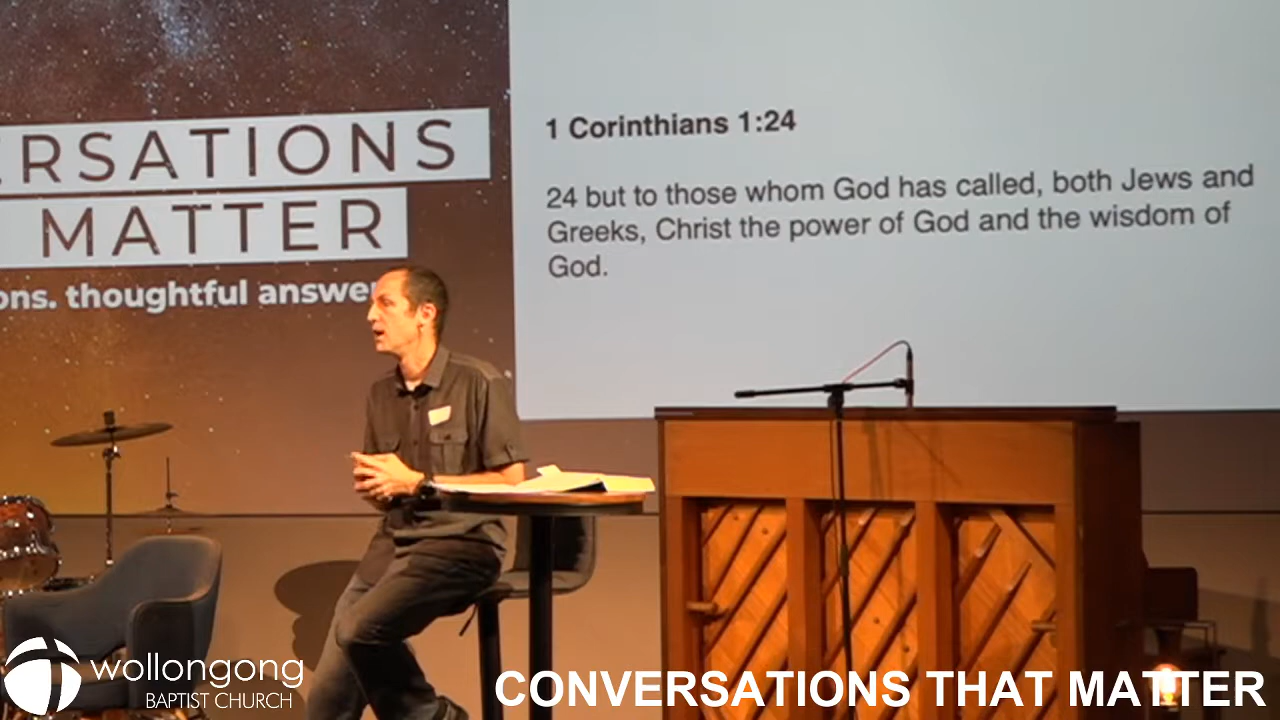 ERSATIONS
MATTER
ons. thoughtful answe
1 Corinthians 1:24
24 but to those whom God has called, both Jews and
Greeks, Christ the power of God and the wisdom of
God.
wollongong
BAPTIST CHURCH
CONVERSATIONS THAT MATTER